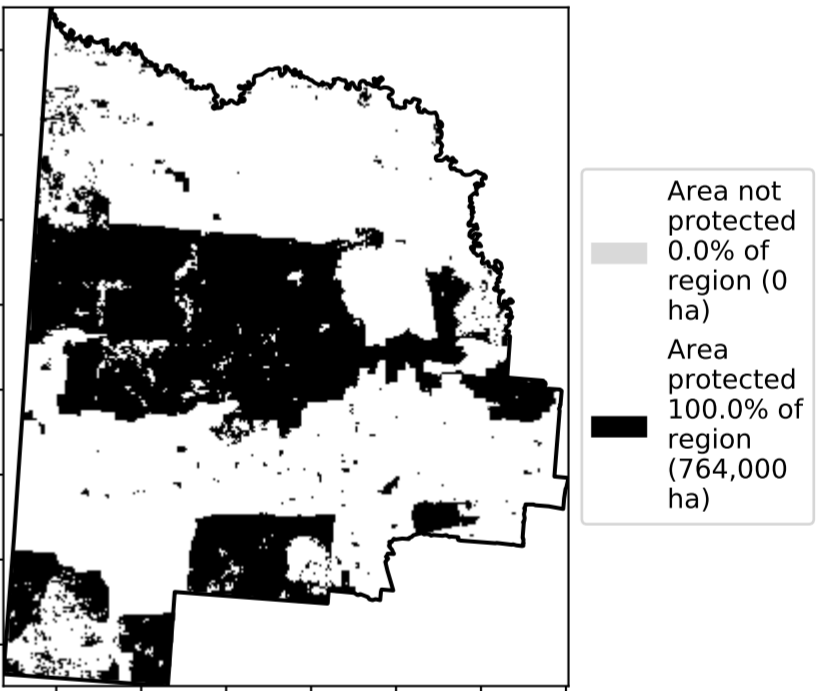 Area not
protected
0.0% of
region (0
ha)
Area
protected
100.0% of
region
(764,000
ha)